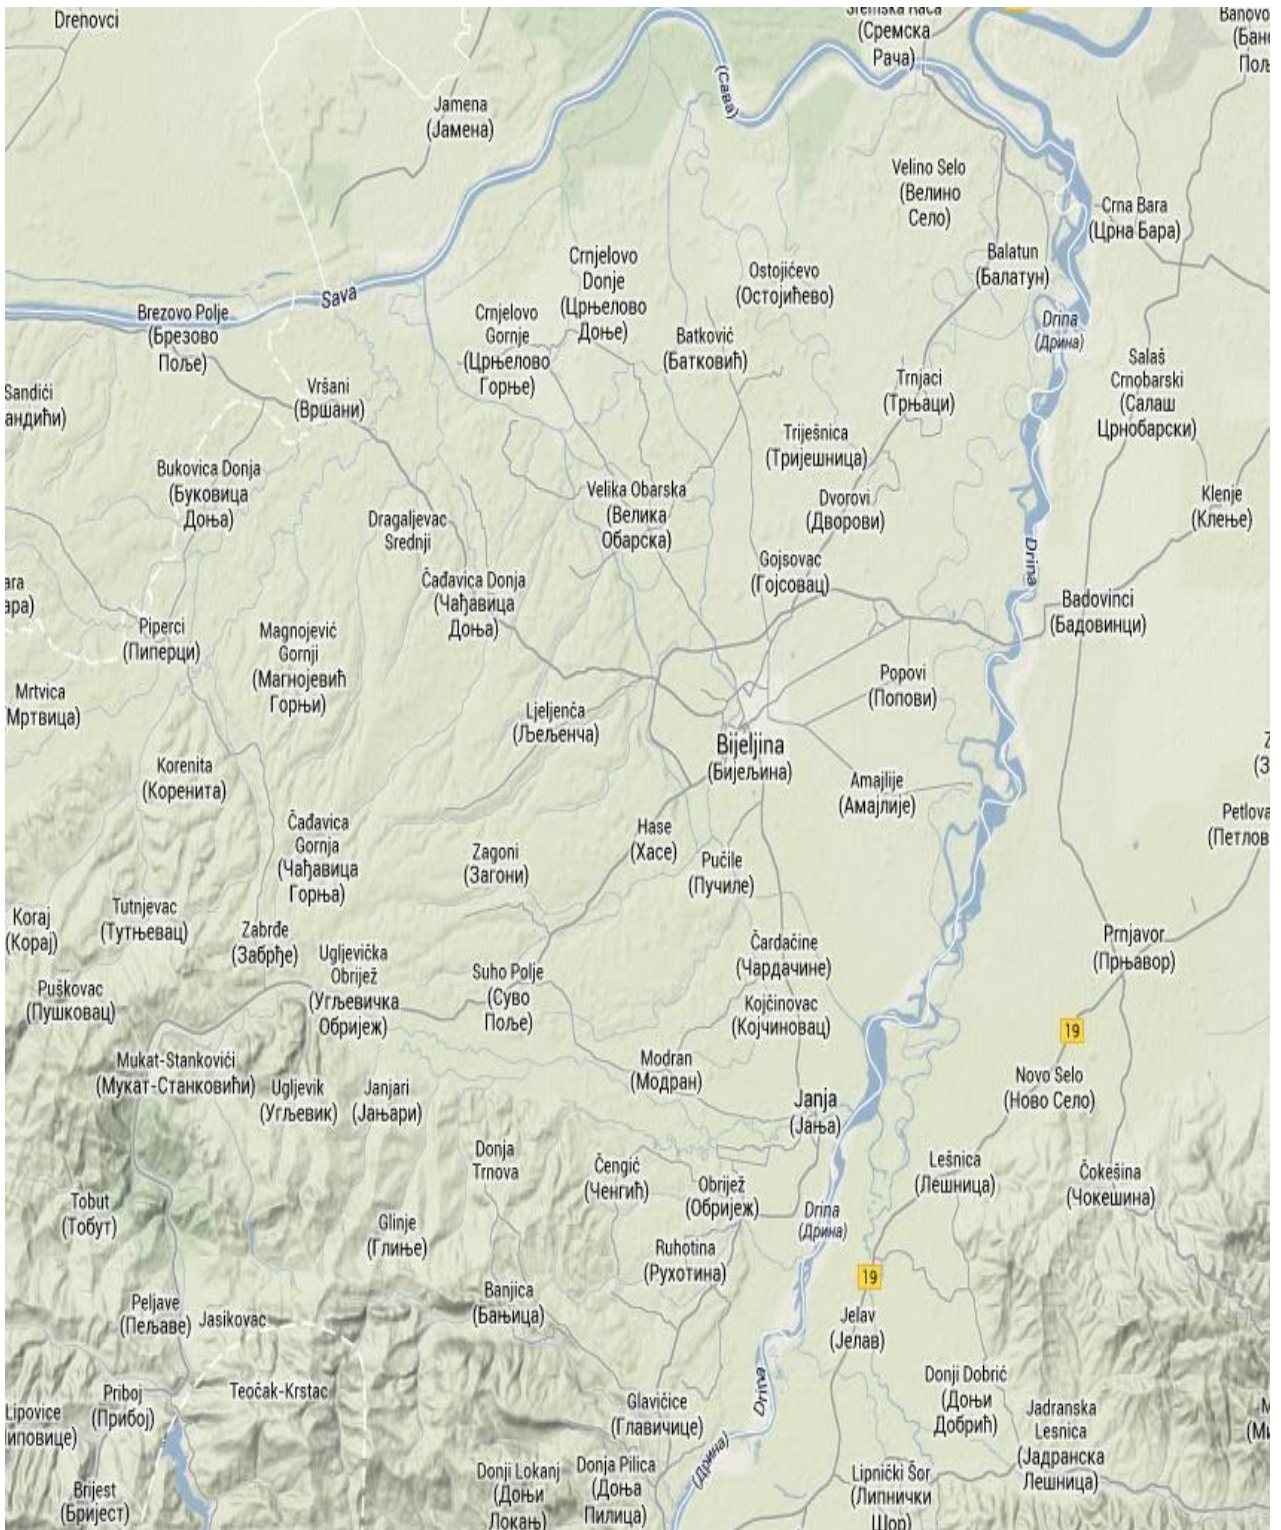 Drenovci
Sremska Rača
(Сремска
Рача)
Jamena
(Јамена)
(Сава)
Velino Selo
(Велино
Село)
Crna Bara
(Црна Бара)
Balatun
(Балатун)
Crnjelovo
Donje
(Црњелово
Доње)
Ostojićevo
(Остојићево)
Sava
Brezovo Polje
(Брезово
Поље)
Crnjelovo
Gornje
(Црњелово
Горње)
Batković
(Батковић)
Drina
(Дрина)
Salaš
Crnobarski
(Салаш
Црнобарски)
Sandići
андићи)
Vršani
(Вршани)
Trnjaci
(Трњаци)
Triješnica
(Тријешница)
Bukovica Donja
(Буковица
Доња)
Velika Obarska
(Велика
Обарска)
Dvorovi
(Дворови)
Klenje
(Клење)
Dragaljevac
Srednji
Gojsovac
(Гојсовац)
Drina
Čađavica Donja
(Чађавица
Доња)
ara
ара)
Badovinci
(Бадовинци)
Piperci
(Пиперци)
Magnojević
Gornji
(Магнојевић
Горњи)
Popovi
(Попови)
Mrtvica
Мртвица)
Ljeljenča
(Љељенча)
Bijeljina
(Бијељина)
Korenita
(Коренита)
Amajlije
(Амајлије)
Z
(З
Čađavica
Gornja
(Чађавица
Горња)
Hase
(Хасе)
Zagoni
(Загони)
Pučile
(Пучиле)
Petlova
(Петлов
Koraj
(Корај)
Tutnjevac
(Тутњевац)
Zabrđe
(Забрђе)
Ugljevička
Obrijež
(Угљевичка
Обријеж)
Čardačine
(Чардачине)
Prnjavor
(Прњавор)
Puškovac
(Пушковац)
Suho Polje
(Суво
Поље)
Kojčinovac
(Којчиновац)
19
Mukat-Stankovići
(Мукат-Станковићи)
Ugljevik
(Угљевик)
Janjari
(Јањари)
Modran
(Модран)
Janja
(Јања)
Novo Selo
(Ново Село)
Donja
Trnova
Čengić
(Ченгић)
Obrijež
(Обријеж)
Lešnica
(Лешница)
Čokešina
(Чокешина)
Tobut
(Тобут)
Glinje
(Глиње)
Drina
(Дрина)
Ruhotina
(Рухотина)
19
Peljave
(Пељаве)
Jasikovac
Banjica
(Бањица)
Jelav
(Јелав)
Priboj
(Прибој)
Teočak-Krstac
Glavičice
(Главичице)
Drina
Donji Dobrić
(Доњи
Добрић)
Jadranska
Lesnica
(Јадранска
Лешница)
Lipovice
иповице)
M
(Ми
Brijest
(Бријест)
Donji Lokanj
(Доњи
Локањ)
Donja Pilica
(Доња
Пилица)
(Дрина)
Lipnički Šor
(Липнички
Шор)
Banovo
(Бано
Пољ